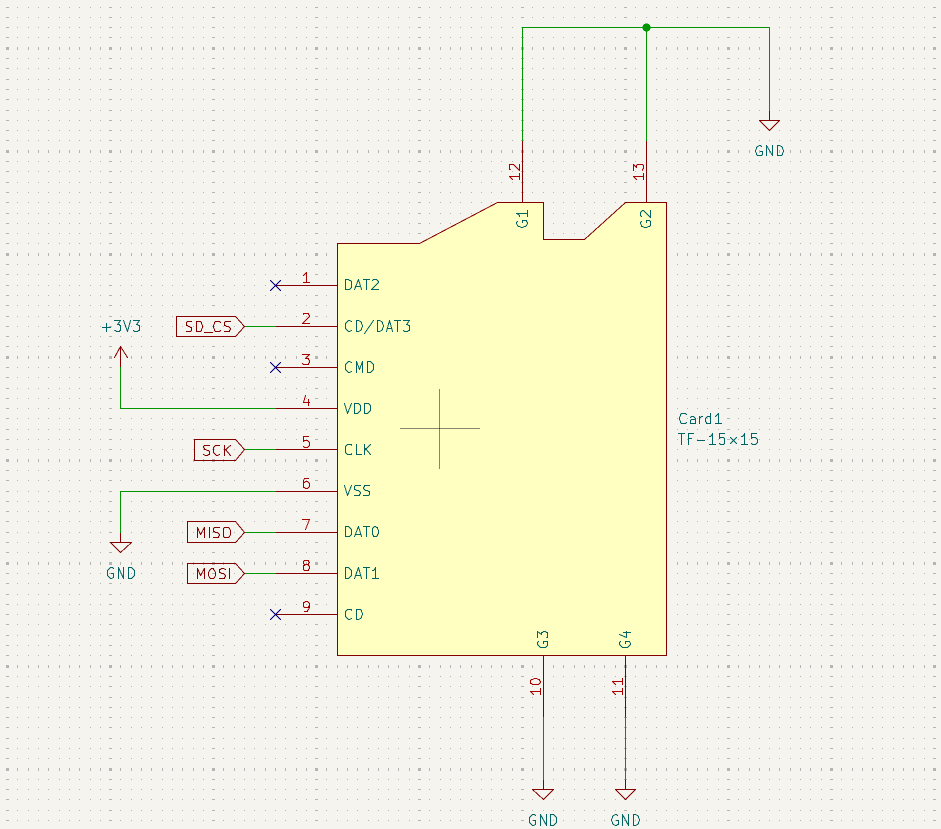 GND
12
13
G1
G2
1
DAT2
+3V3
SD_CS
2
CD/DAT3
3
CMD
4
VDD
Card1
TF-15x15
SCK
5
CLK
6
VSS
MISO
7
DAT0
GND
MOSI
8
DAT1
9
CD
G3
G4
10
11
GND
GND